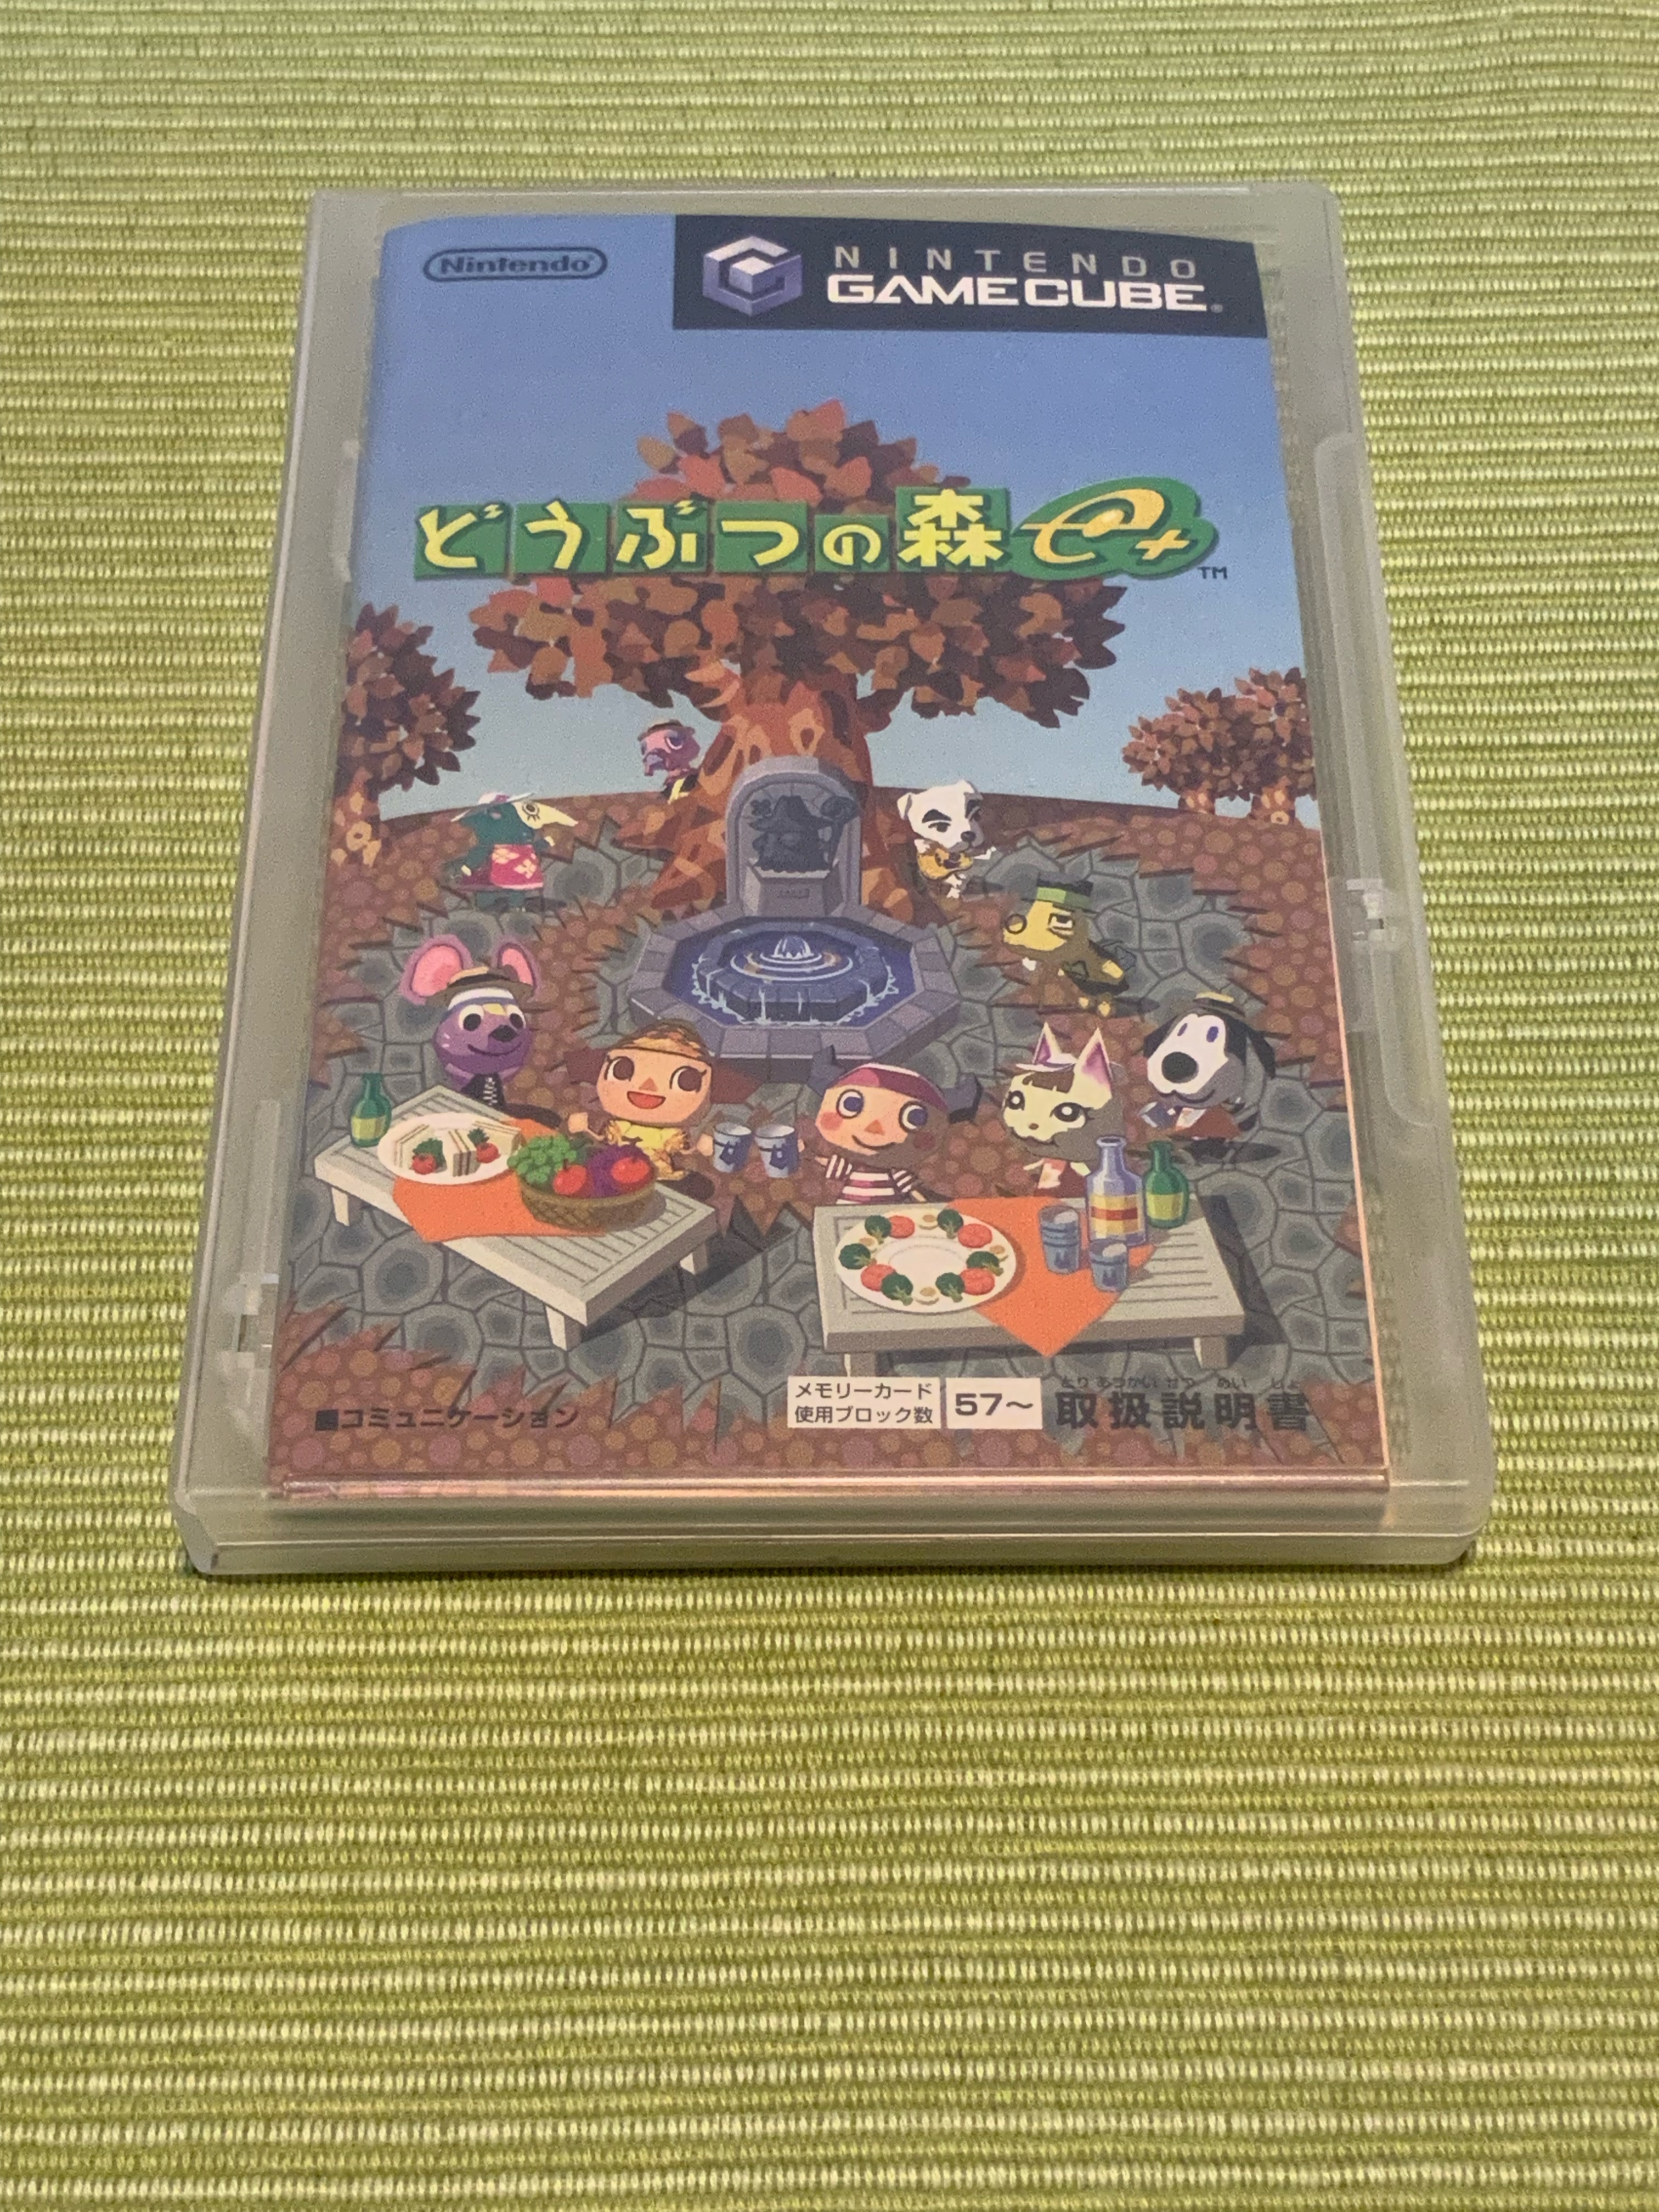 Nintendo®
NINTENDO
GAMECUBE®
どうぶつの森e+™
メモリーカード
使用ブロック数
57～
とり あつかい せつ めい しょ
取扱説明書
■コミュニケーション